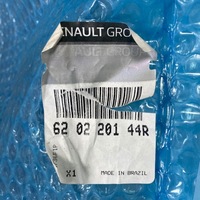 ENAULT GRO
62 02 201 44R
X1
MADE IN BRAZIL